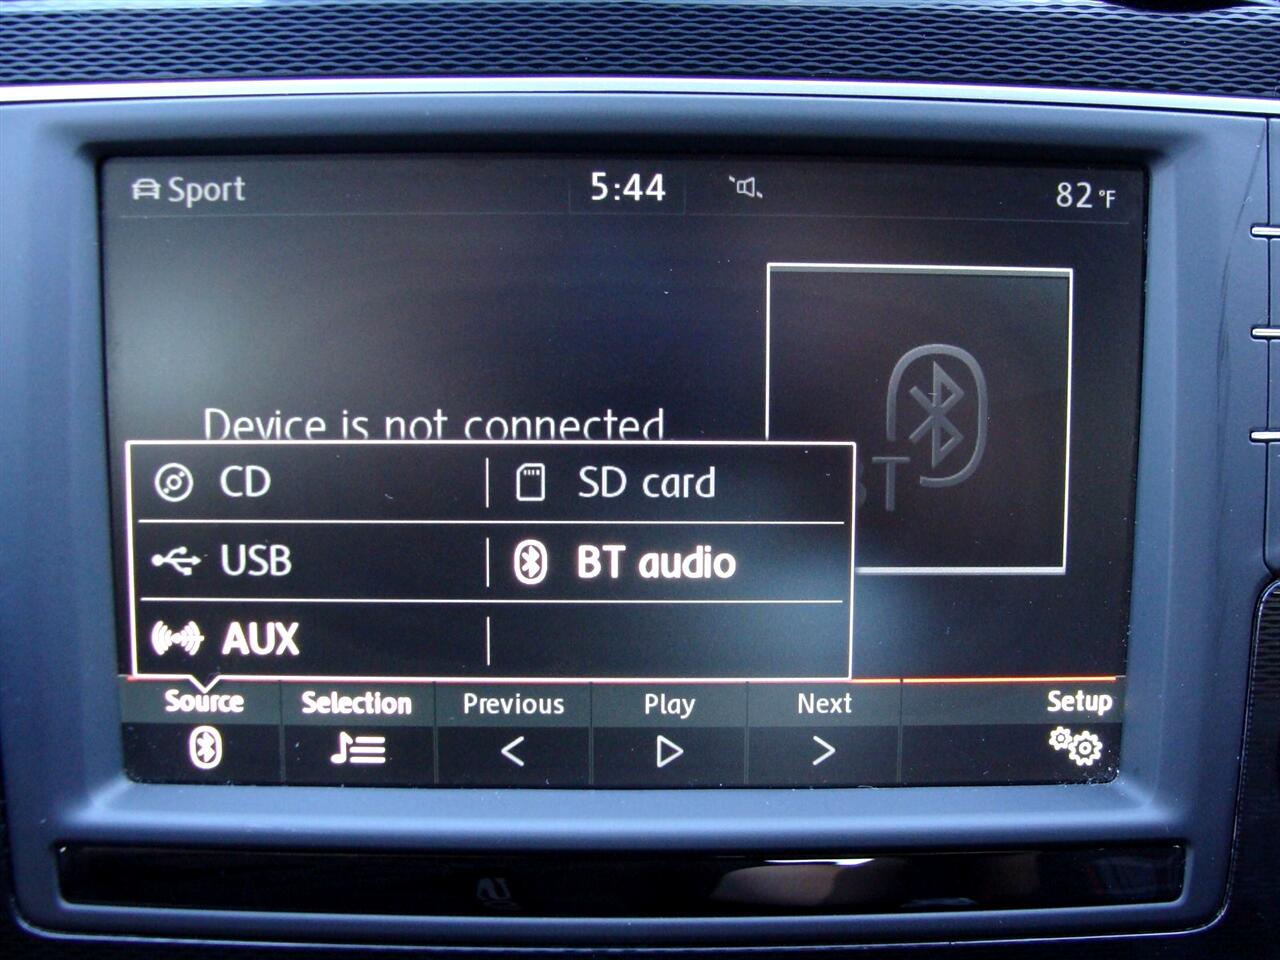 Sport
5:44
82 °F
Device is not connected.
CD
SD card
USB
BT audio
BT
AUX
Source
Selection
Previous
Play
Next
Setup